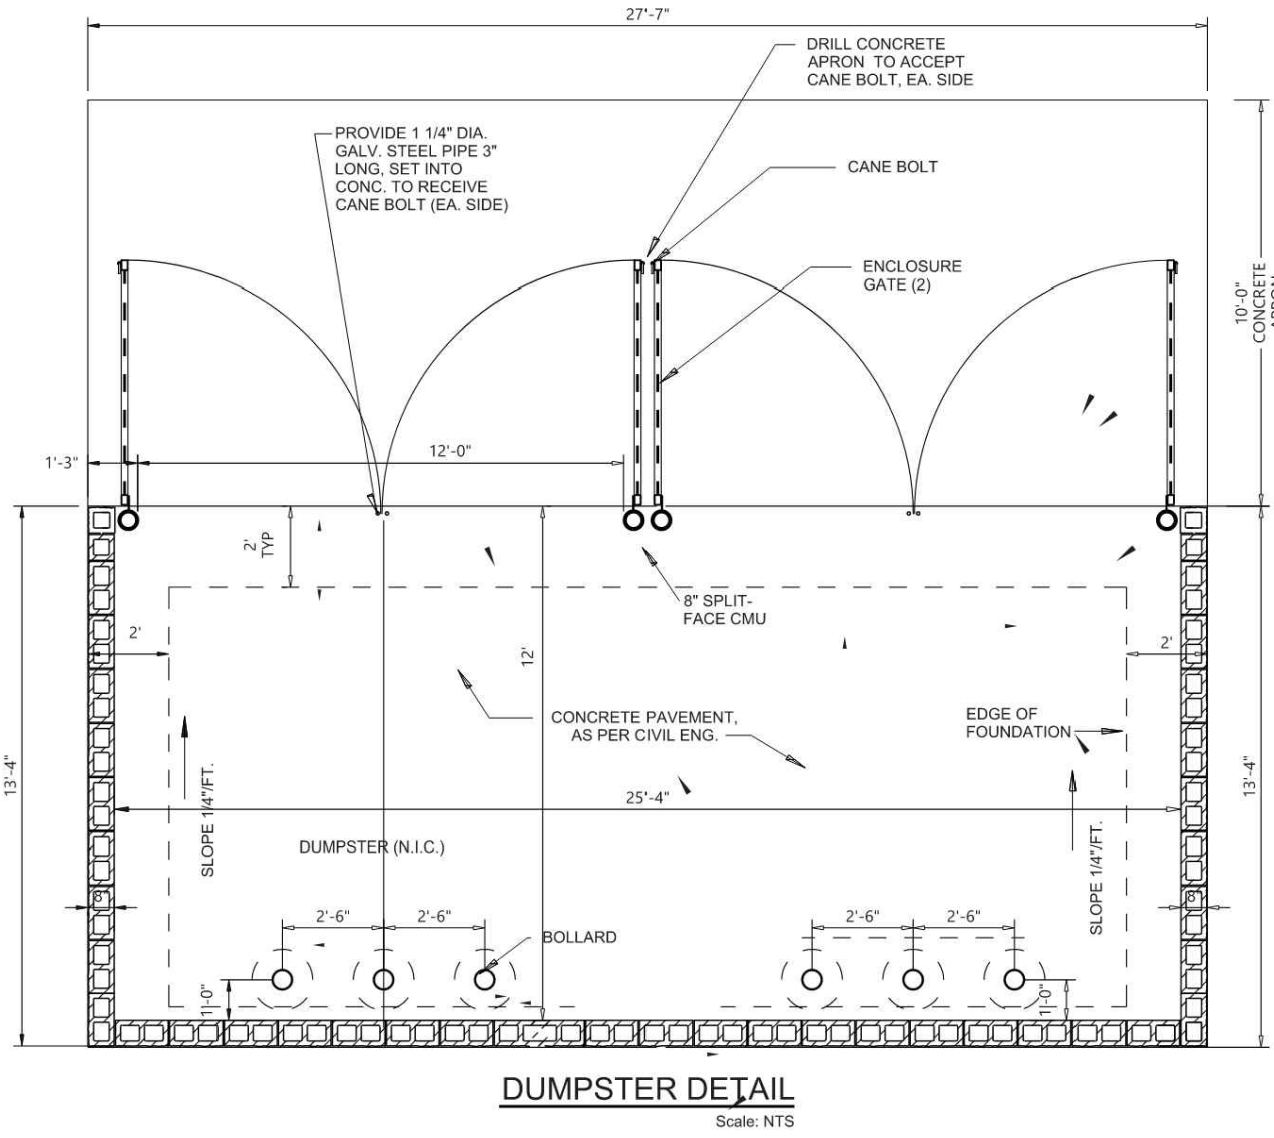 27'-7"
DRILL CONCRETE
APRON TO ACCEPT
CANE BOLT, EA. SIDE
PROVIDE 1 1/4" DIA.
GALV. STEEL PIPE 3"
LONG, SET INTO
CONC. TO RECEIVE
CANE BOLT (EA. SIDE)
CANE BOLT
ENCLOSURE
GATE (2)
10'-0"
CONCRETE
1'-3"
12'-0"
2'
TYP
8" SPLIT-
FACE CMU
2'
12'
2'
CONCRETE PAVEMENT,
AS PER CIVIL ENG.
EDGE OF
FOUNDATION
13'-4"
SLOPE 1/4"/FT.
25'-4"
13'-4"
DUMPSTER (N.I.C.)
SLOPE 1/4"/FT.
8"
8"
2'-6"
2'-6"
2'-6"
2'-6"
BOLLARD
1'-0"
1'-0"
DUMPSTER DETAIL
Scale: NTS